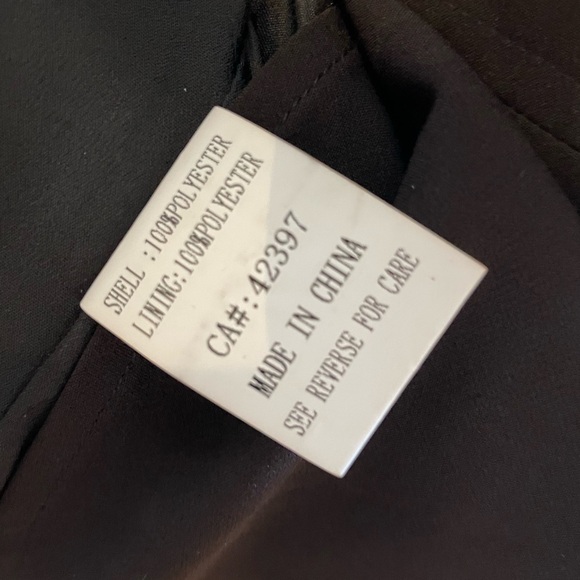 SHELL :100%POLYESTER
LINING:100%POLYESTER
CA#:42397
MADE IN CHINA
SEE REVERSE FOR CARE